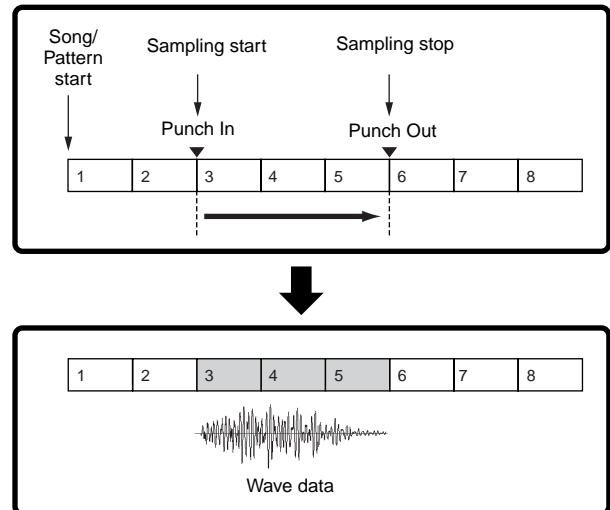 Song/
Pattern
start
Sampling start
Sampling stop
Punch In
Punch Out
1 2 3 4 5 6 7 8
1 2 3 4 5 6 7 8
Wave data